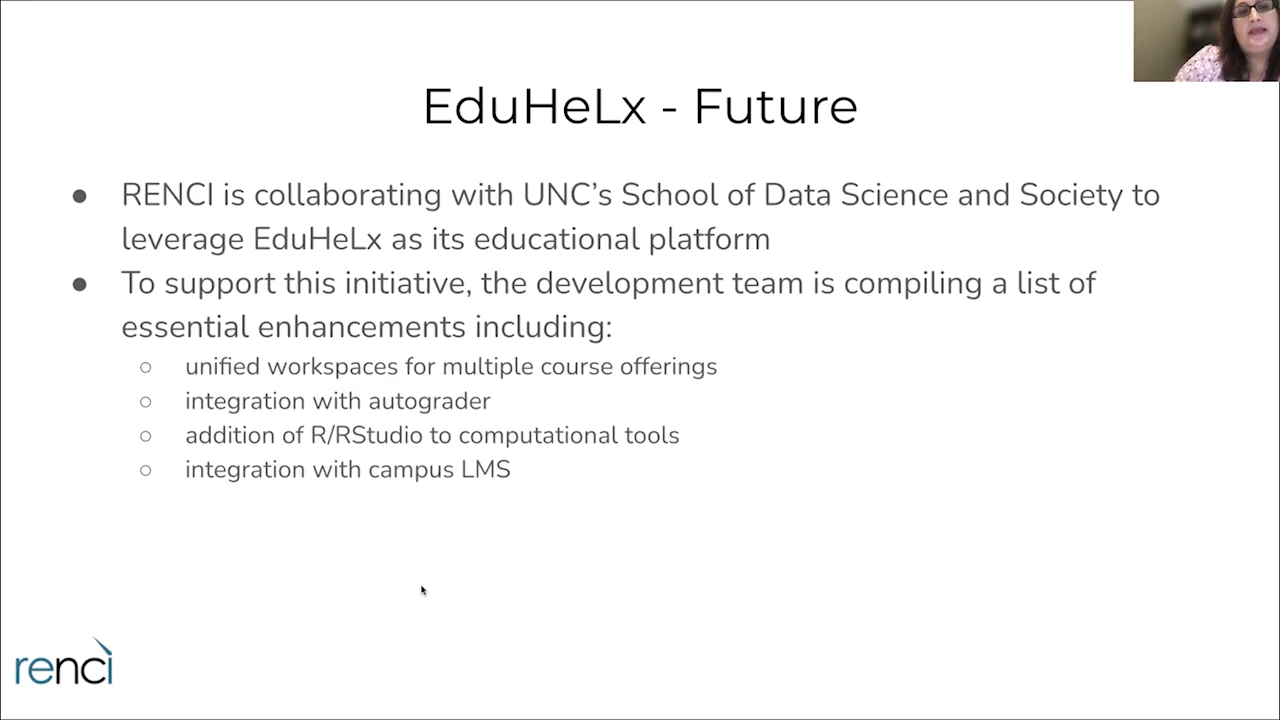 EduHeLx - Future
● RENCI is collaborating with UNC’s School of Data Science and Society to
leverage EduHeLx as its educational platform
● To support this initiative, the development team is compiling a list of
essential enhancements including:
○ unified workspaces for multiple course offerings
○ integration with autograder
○ addition of R/RStudio to computational tools
○ integration with campus LMS
renci